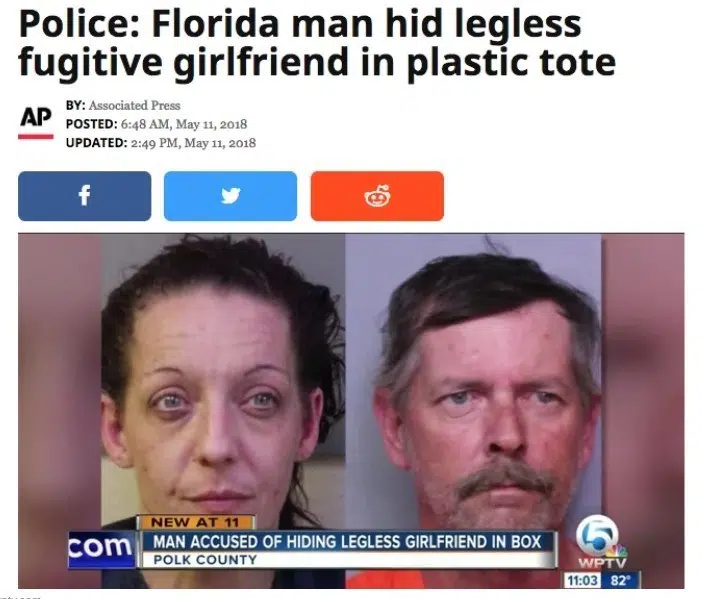 Police: Florida man hid legless
fugitive girlfriend in plastic tote
AP
BY: Associated Press
POSTED: 6:48 AM, May 11, 2018
UPDATED: 2:49 PM, May 11, 2018
f
NEW AT 11
com
MAN ACCUSED OF HIDING LEGLESS GIRLFRIEND IN BOX
POLK COUNTY
5
WPTV
11:03 82°